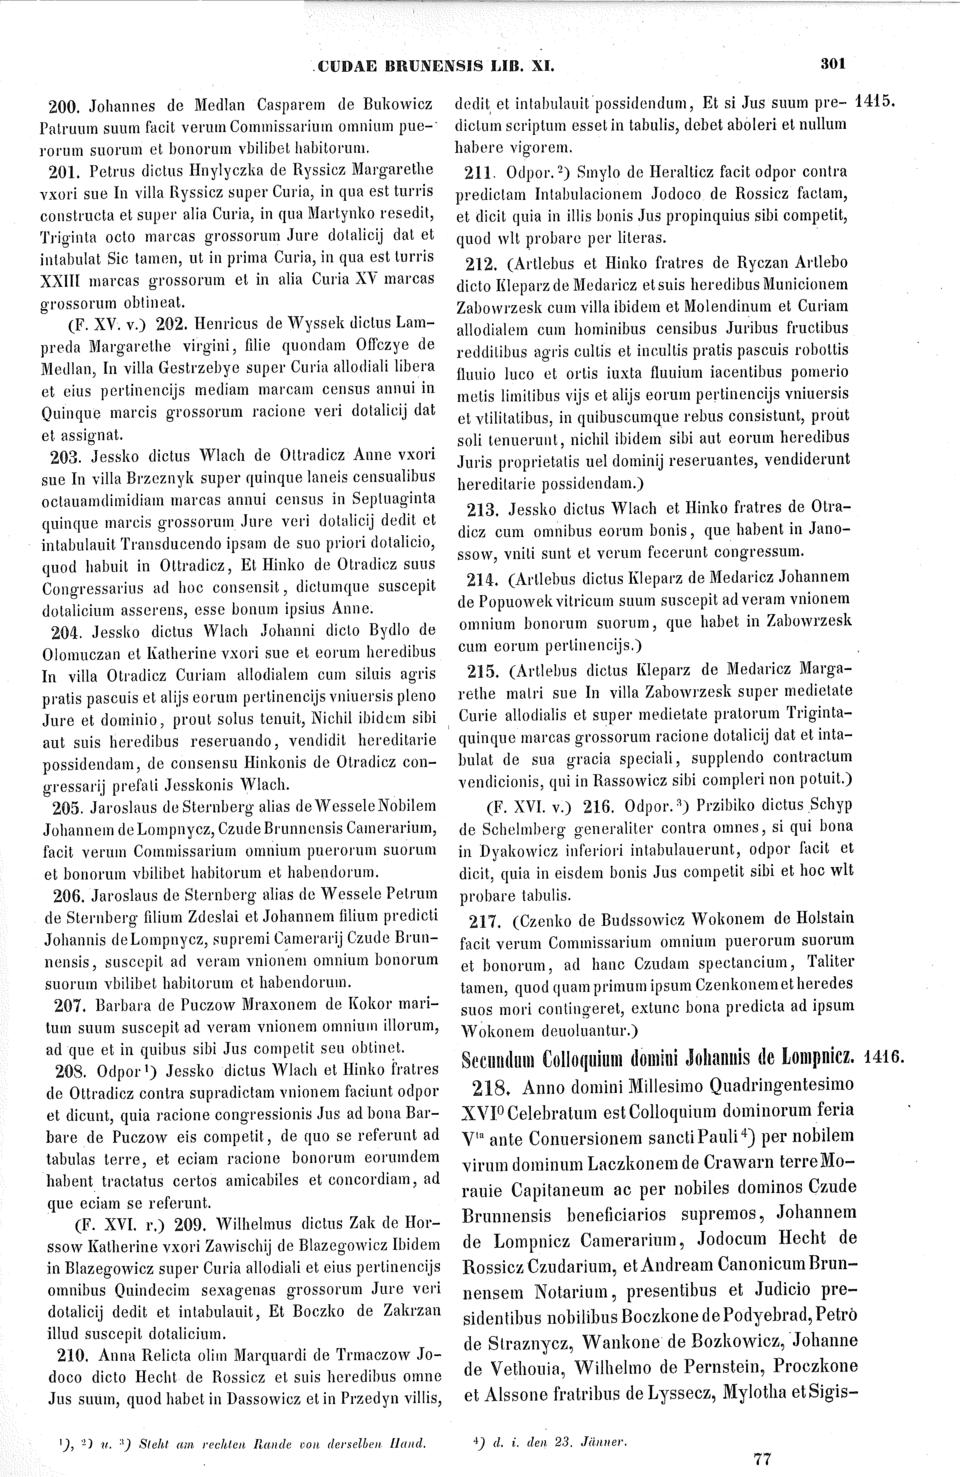 CUDAE BRUNENSIS LIB. XI. 301
200. Johannes de Medlan Casparem de Bukowicz
Patruum suum facit verum Commissarium omnium pue-
rorum suorum et bonorum vbilibet habitorum.
201. Petrus dictus Hnylyczka de Ryssicz Margarethe
vxori sue In villa Ryssicz super Curia, in qua est turris
constructa et super alia Curia, in qua Martynko resedit,
Triginta octo marcas grossorum Jure dotalicij dat et
intabulat Sic tamen, ut in prima Curia, in qua est turris
XXIII marcas grossorum et in alia Curia XV marcas
grossorum obtineat.
(F. XV. v.) 202. Henricus de Wyssek dictus Lam-
preda Margarethe virgini, filie quondam Offczye de
Medlan, In villa Gestrzebye super Curia allodiali libera
et eius pertinencijs mediam marcam census annui in
Quinque marcis grossorum racione veri dotalicij dat
et assignat.
203. Jessko dictus Wlach de Ottradicz Anne vxori
sue In villa Brzeznyk super quinque laneis censualibus
octauamdimidiam marcas annui census in Septuaginta
quinque marcis grossorum Jure veri dotalicij dedit et
intabulauit Transducendo ipsam de suo priori dotalicio,
quod habuit in Ottradicz, Et Hinko de Otradicz suus
Congressarius ad hoc consensit, dictumque suscepit
dotalicium asserens, esse bonum ipsius Anne.
204. Jessko dictus Wlach Johanni dicto Bydlo de
Olomuczan et Katherine vxori sue et eorum heredibus
In villa Otradicz Curiam allodialem cum siluis agris
pratis pascuis et alijs eorum pertinencijs vniuersis pleno
Jure et dominio, prout solus tenuit, Nichil ibidem sibi
aut suis heredibus reseruando, vendidit hereditarie
possidendam, de consensu Hinkonis de Otradicz con-
gressarij prefati Jesskonis Wlach.
205. Jaroslaus de Sternberg alias de Wessele Nobilem
Johannem de Lompnycz, Czude Brunnensis Camerarium,
facit verum Commissarium omnium puerorum suorum
et bonorum vbilibet habitorum et habendorum.
206. Jaroslaus de Sternberg alias de Wessele Petrum
de Sternberg filium Zdeslai et Johannem filium predicti
Johannis de Lompnycz, supremi Camerarij Czude Brun-
nensis, suscepit ad veram vnionem omnium bonorum
suorum vbilibet habitorum et habendorum.
207. Barbara de Puczow Mraxonem de Kokor mari-
tum suum suscepit ad veram vnionem omnium illorum,
ad que et in quibus sibi Jus competit seu obtinet.
208. Odpor ¹) Jessko dictus Wlach et Hinko fratres
de Ottradicz contra supradictam vnionem faciunt odpor
et dicunt, quia racione congressionis Jus ad bona Bar-
bare de Puczow eis competit, de quo se referunt ad
tabulas terre, et eciam racione bonorum eorumdem
habent tractatus certos amicabiles et concordiam, ad
que eciam se referunt.
(F. XVI. r.) 209. Wilhelmus dictus Zak de Hor-
ssow Katherine vxori Zawischij de Blazegowicz Ibidem
in Blazegowicz super Curia allodiali et eius pertinencijs
omnibus Quindecim sexagenas grossorum Jure veri
dotalicij dedit et intabulauit, Et Boczko de Zakrzan
illud suscepit dotalicium.
210. Anna Relicta olim Marquardi de Trmaczow Jo-
doco dicto Hecht de Rossicz et suis heredibus omne
Jus suum, quod habet in Dassowicz et in Przedyn villis,
dedit et intabulauit possidendum, Et si Jus suum pre- 1415.
dictum scriptum esset in tabulis, debet aboleri et nullum
habere vigorem.
211. Odpor. ²) Smylo de Heralticz facit odpor contra
predictam Intabulacionem Jodoco de Rossicz factam,
et dicit quia in illis bonis Jus propinquius sibi competit,
quod wlt probare per literas.
212. (Artlebus et Hinko fratres de Ryczan Artlebo
dicto Kleparz de Medaricz et suis heredibus Municionem
Zabowrzesk cum villa ibidem et Molendinum et Curiam
allodialem cum hominibus censibus Juribus fructibus
redditibus agris cultis et incultis pratis pascuis robottis
fluuio luco et ortis iuxta fluuium iacentibus pomerio
metis limitibus vijs et alijs eorum pertinencijs vniuersis
et vtilitatibus, in quibuscumque rebus consistunt, prout
soli tenuerunt, nichil ibidem sibi aut eorum heredibus
Juris proprietatis uel dominij reseruantes, vendiderunt
hereditarie possidendam.)
213. Jessko dictus Wlach et Hinko fratres de Otra-
dicz cum omnibus eorum bonis, que habent in Jano-
ssow, vniti sunt et verum fecerunt congressum.
214. (Artlebus dictus Kleparz de Medaricz Johannem
de Popuowek vitricum suum suscepit ad veram vnionem
omnium bonorum suorum, que habet in Zabowrzesk
cum eorum pertinencijs.)
215. (Artlebus dictus Kleparz de Medaricz Marga-
rethe matri sue In villa Zabowrzesk super medietate
Curie allodialis et super medietate pratorum Triginta-
quinque marcas grossorum racione dotalicij dat et inta-
bulat de sua gracia speciali, supplendo contractum
vendicionis, qui in Rassowicz sibi compleri non potuit.)
(F. XVI. v.) 216. Odpor. ³) Przibiko dictus Schyp
de Schelmberg generaliter contra omnes, si qui bona
in Dyakowicz inferiori intabulauerunt, odpor facit et
dicit, quia in eisdem bonis Jus competit sibi et hoc wlt
probare tabulis.
217. (Czenko de Budssowicz Wokonem de Holstain
facit verum Commissarium omnium puerorum suorum
et bonorum, ad hanc Czudam spectancium, Taliter
tamen, quod quam primum ipsum Czenkonem et heredes
suos mori contingeret, extunc bona predicta ad ipsum
Wokonem deuoluantur.)
Secundum Colloquium domini Johannis de Lompnicz. 1416.
218. Anno domini Millesimo Quadringentesimo
XVI⁰ Celebratum est Colloquium dominorum feria
Vᵗᵃ ante Conuersionem sancti Pauli ⁴) per nobilem
virum dominum Laczkonem de Crawarn terre Mo-
rauie Capitaneum ac per nobiles dominos Czude
Brunnensis beneficiarios supremos, Johannem
de Lompnicz Camerarium, Jodocum Hecht de
Rossicz Czudarium, et Andream Canonicum Brun-
nensem Notarium, presentibus et Judicio pre-
sidentibus nobilibus Boczkone de Podyebrad, Petro
de Straznycz, Wankone de Bozkowicz, Johanne
de Vethouia, Wilhelmo de Pernstein, Proczkone
et Alssone fratribus de Lyssecz, Mylotha et Sigis-
¹), ²) u. ³) Steht am rechten Rande von derselben Hand.
⁴) d. i. den 23. Jänner.
77